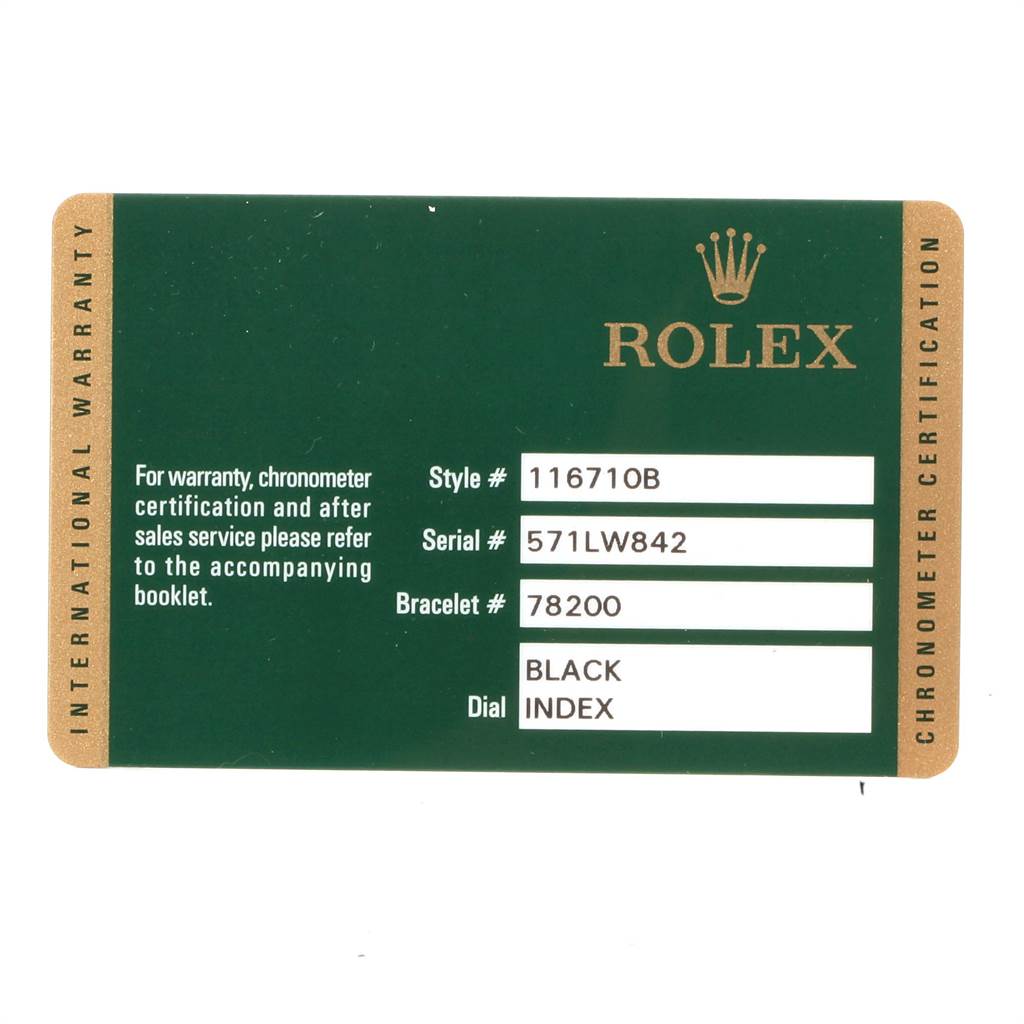 INTERNATIONAL WARRANTY
ROLEX
For warranty, chronometer
certification and after
sales service please refer
to the accompanying
booklet.
Style # 116710B
Serial # 571LW842
Bracelet # 78200
Dial BLACK
INDEX
CHRONOMETER CERTIFICATION